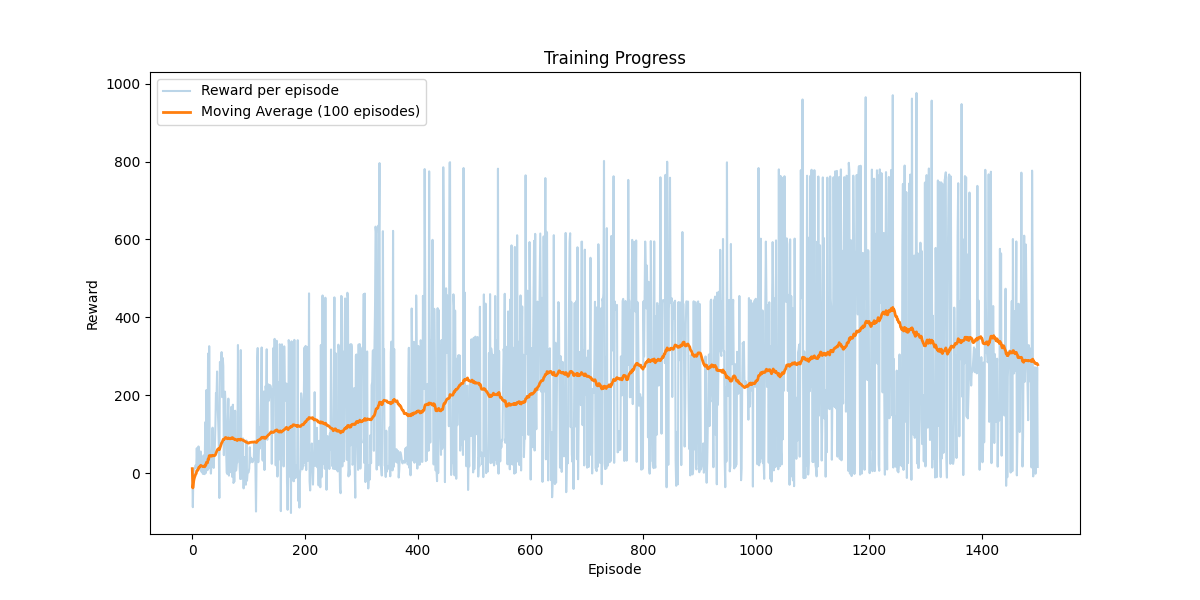 Training Progress
Reward per episode
Moving Average (100 episodes)
1000
800
600
400
200
0
Reward
0 200 400 600 800 1000 1200 1400
Episode